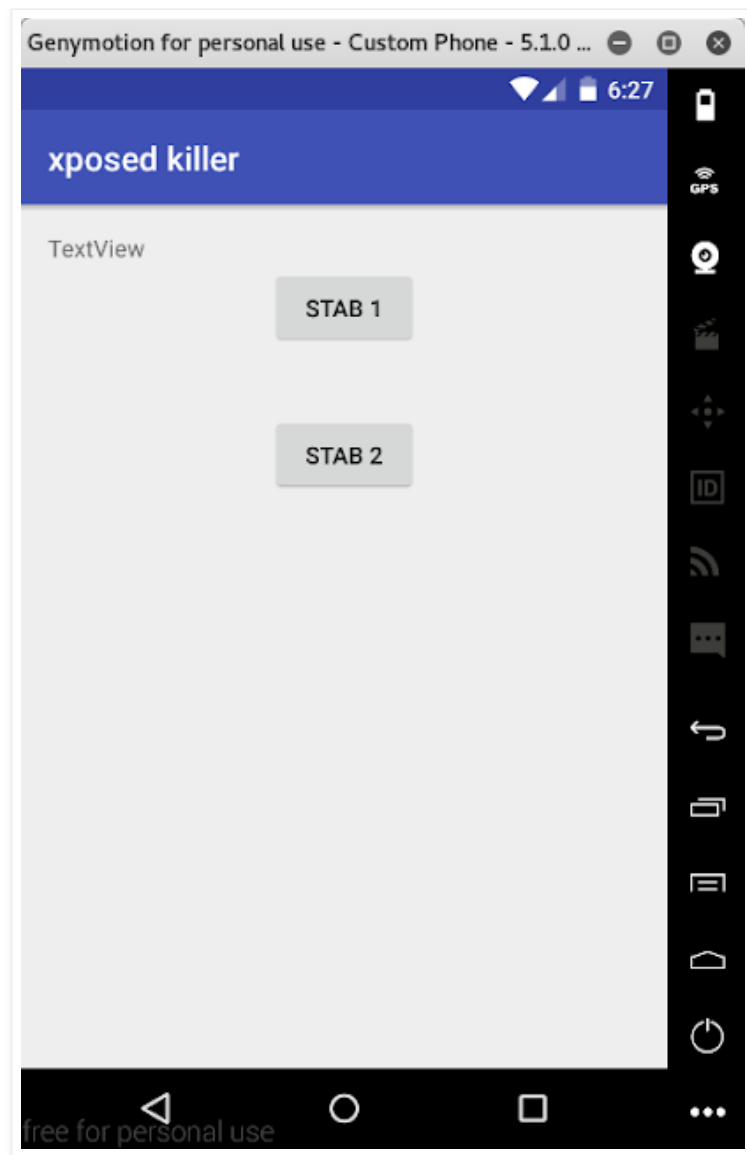 Genymotion for personal use - Custom Phone - 5.1.0 ...
6:27
xposed killer
GPS
TextView
STAB 1
STAB 2
ID
free for personal use